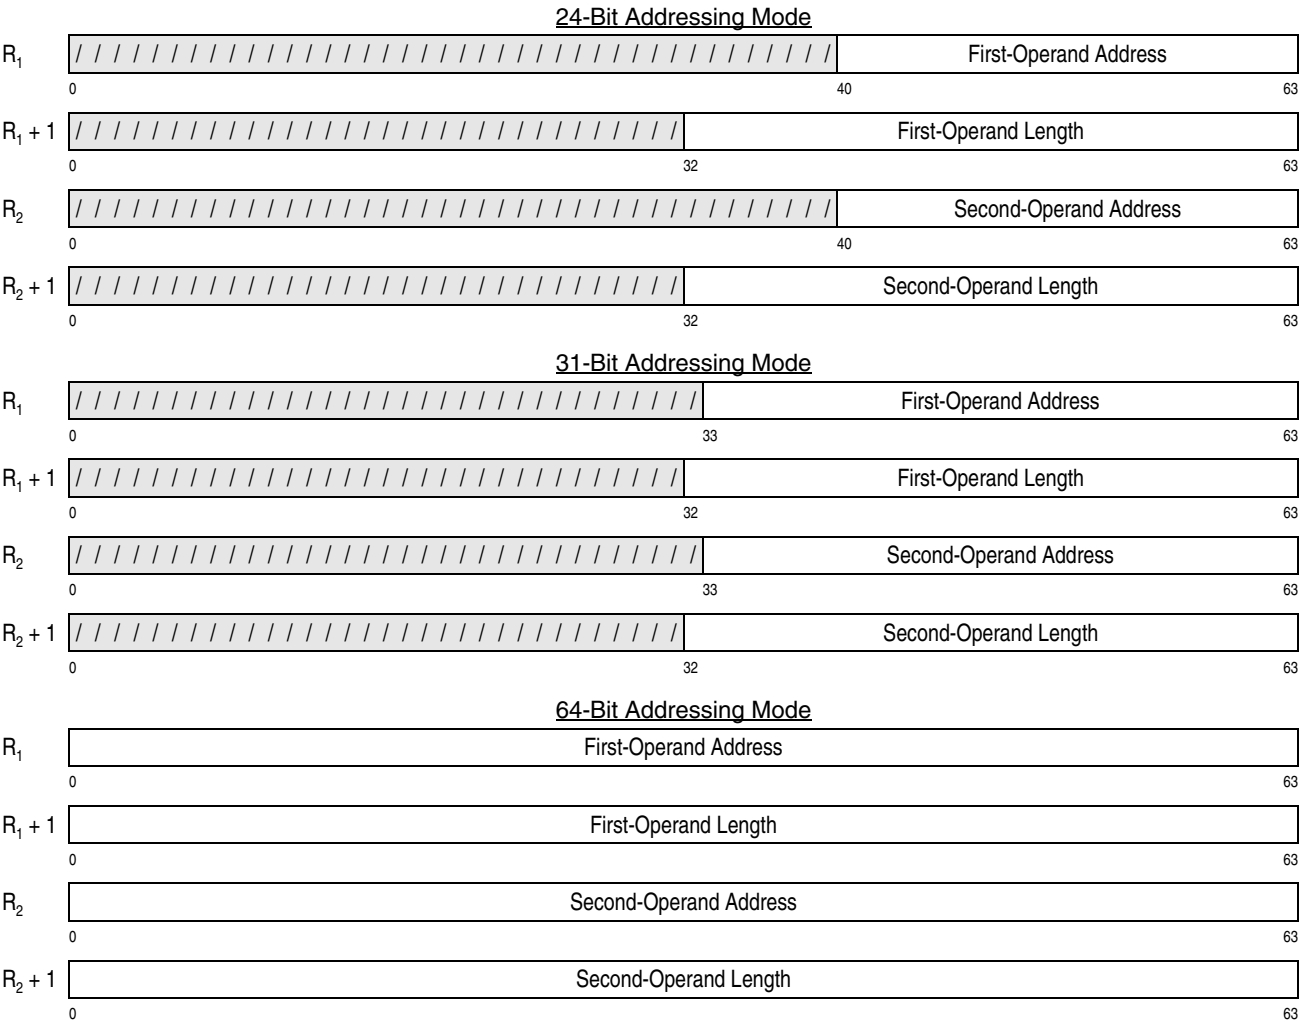 24-Bit Addressing Mode
R1 / / / / / / / / / / / / / / / / / / / / / / / / / / / / / / / / / / / / / / / / First-Operand Address
0 40 63
R1 + 1 / / / / / / / / / / / / / / / / / / / / / / / / / / / / / / / / First-Operand Length
0 32 63
R2 / / / / / / / / / / / / / / / / / / / / / / / / / / / / / / / / / / / / / / / / Second-Operand Address
0 40 63
R2 + 1 / / / / / / / / / / / / / / / / / / / / / / / / / / / / / / / / Second-Operand Length
0 32 63
31-Bit Addressing Mode
R1 / / / / / / / / / / / / / / / / / / / / / / / / / / / / / / / / / First-Operand Address
0 33 63
R1 + 1 / / / / / / / / / / / / / / / / / / / / / / / / / / / / / / / / First-Operand Length
0 32 63
R2 / / / / / / / / / / / / / / / / / / / / / / / / / / / / / / / / / Second-Operand Address
0 33 63
R2 + 1 / / / / / / / / / / / / / / / / / / / / / / / / / / / / / / / / Second-Operand Length
0 32 63
64-Bit Addressing Mode
R1 First-Operand Address
0 63
R1 + 1 First-Operand Length
0 63
R2 Second-Operand Address
0 63
R2 + 1 Second-Operand Length
0 63